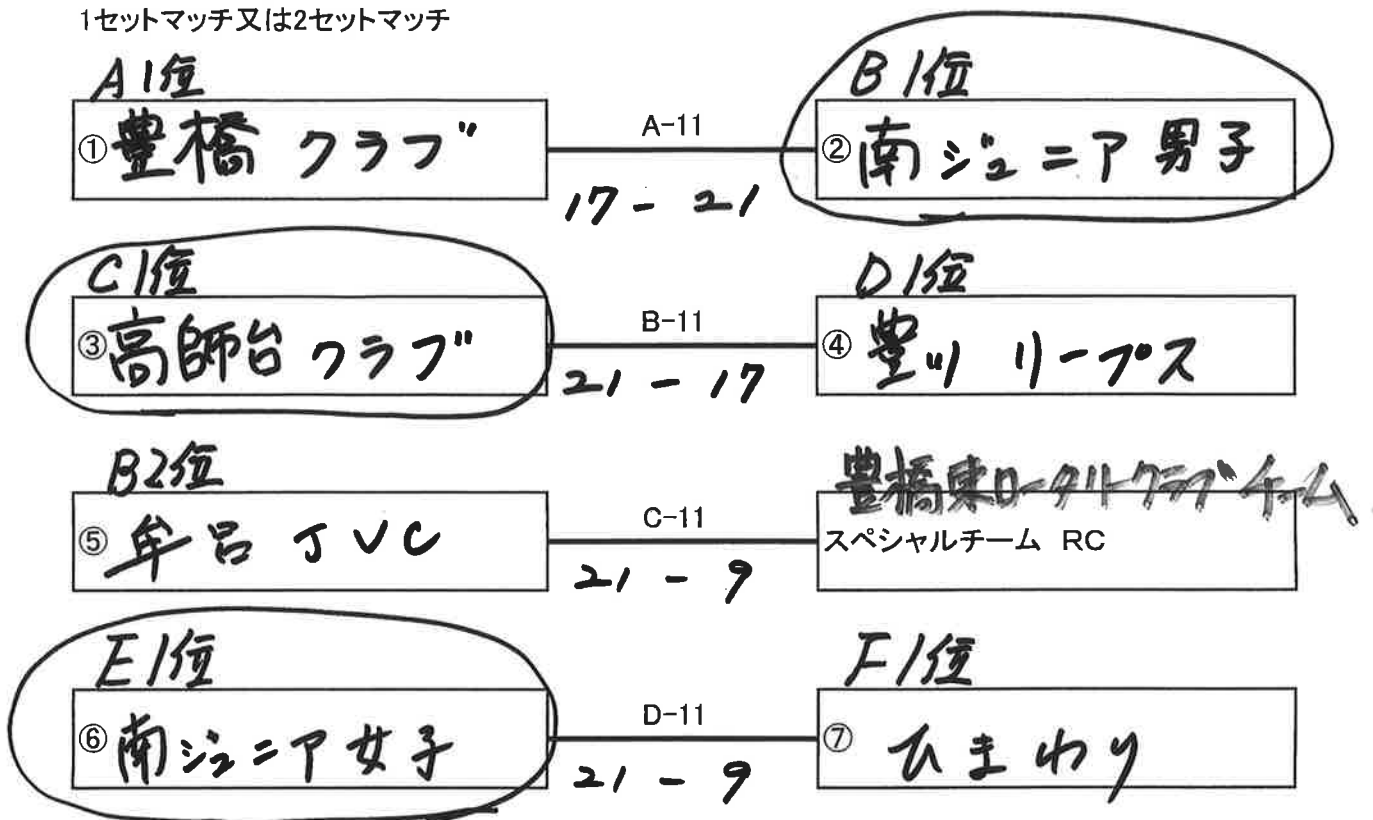 1セットマッチ又は2セットマッチ
A1位
B1位
①豊橋 クラブ
A-11
②南ジュニア 男子
17 - 21
C1位
D1位
③高師台 クラブ
B-11
④豊川 リープス
21 - 17
B2位
豊橋東ロータリークラブチーム
⑤牟呂 JVC
C-11
スペシャルチーム RC
21 - 9
E1位
F1位
⑥南ジュニア女子
D-11
⑦ひまわり
21 - 9